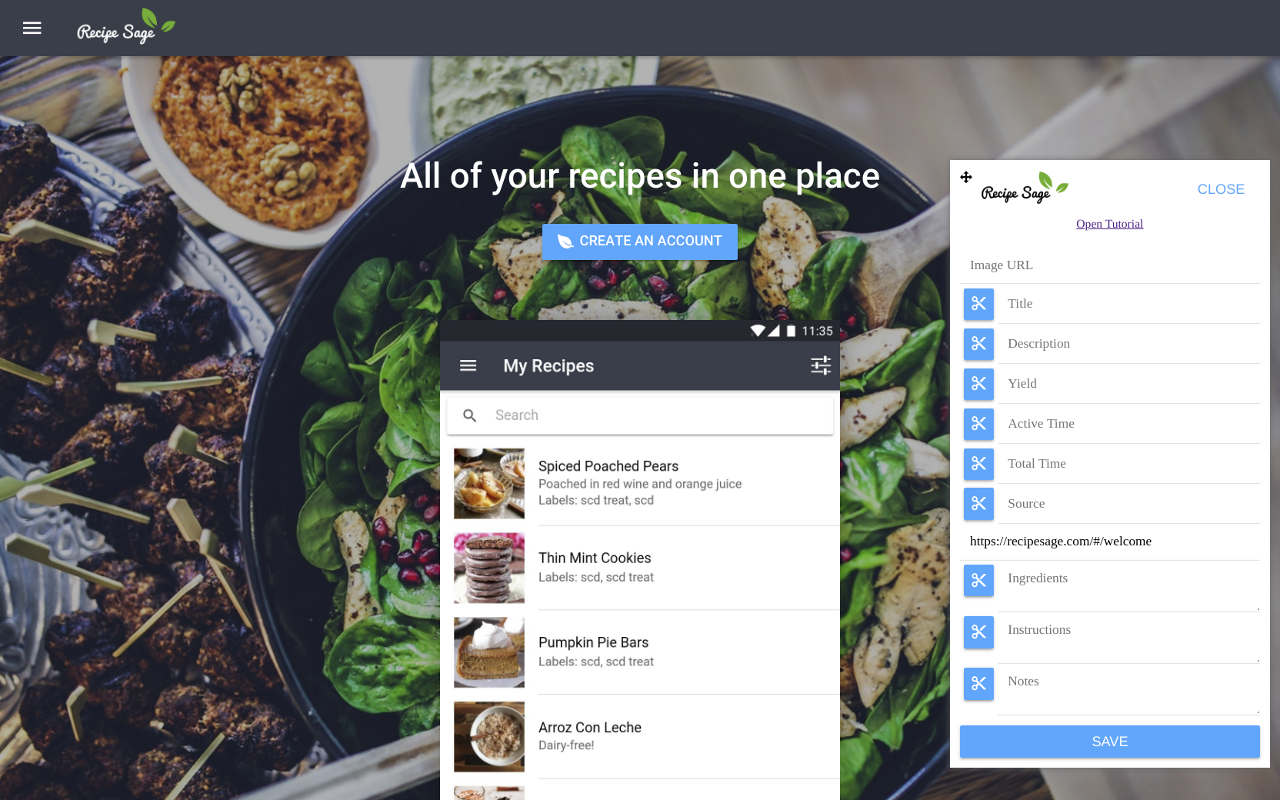 Recipe Sage
All of your recipes in one place
CREATE AN ACCOUNT
11:35
My Recipes
Search
Spiced Poached Pears
Poached in red wine and orange juice
Labels: scd treat, scd
Thin Mint Cookies
Labels: scd, scd treat
Pumpkin Pie Bars
Labels: scd, scd treat
Arroz Con Leche
Dairy-free!
Recipe Sage
CLOSE
Open Tutorial
Image URL
Title
Description
Yield
Active Time
Total Time
Source
https://recipesage.com/#/welcome
Ingredients
Instructions
Notes
SAVE